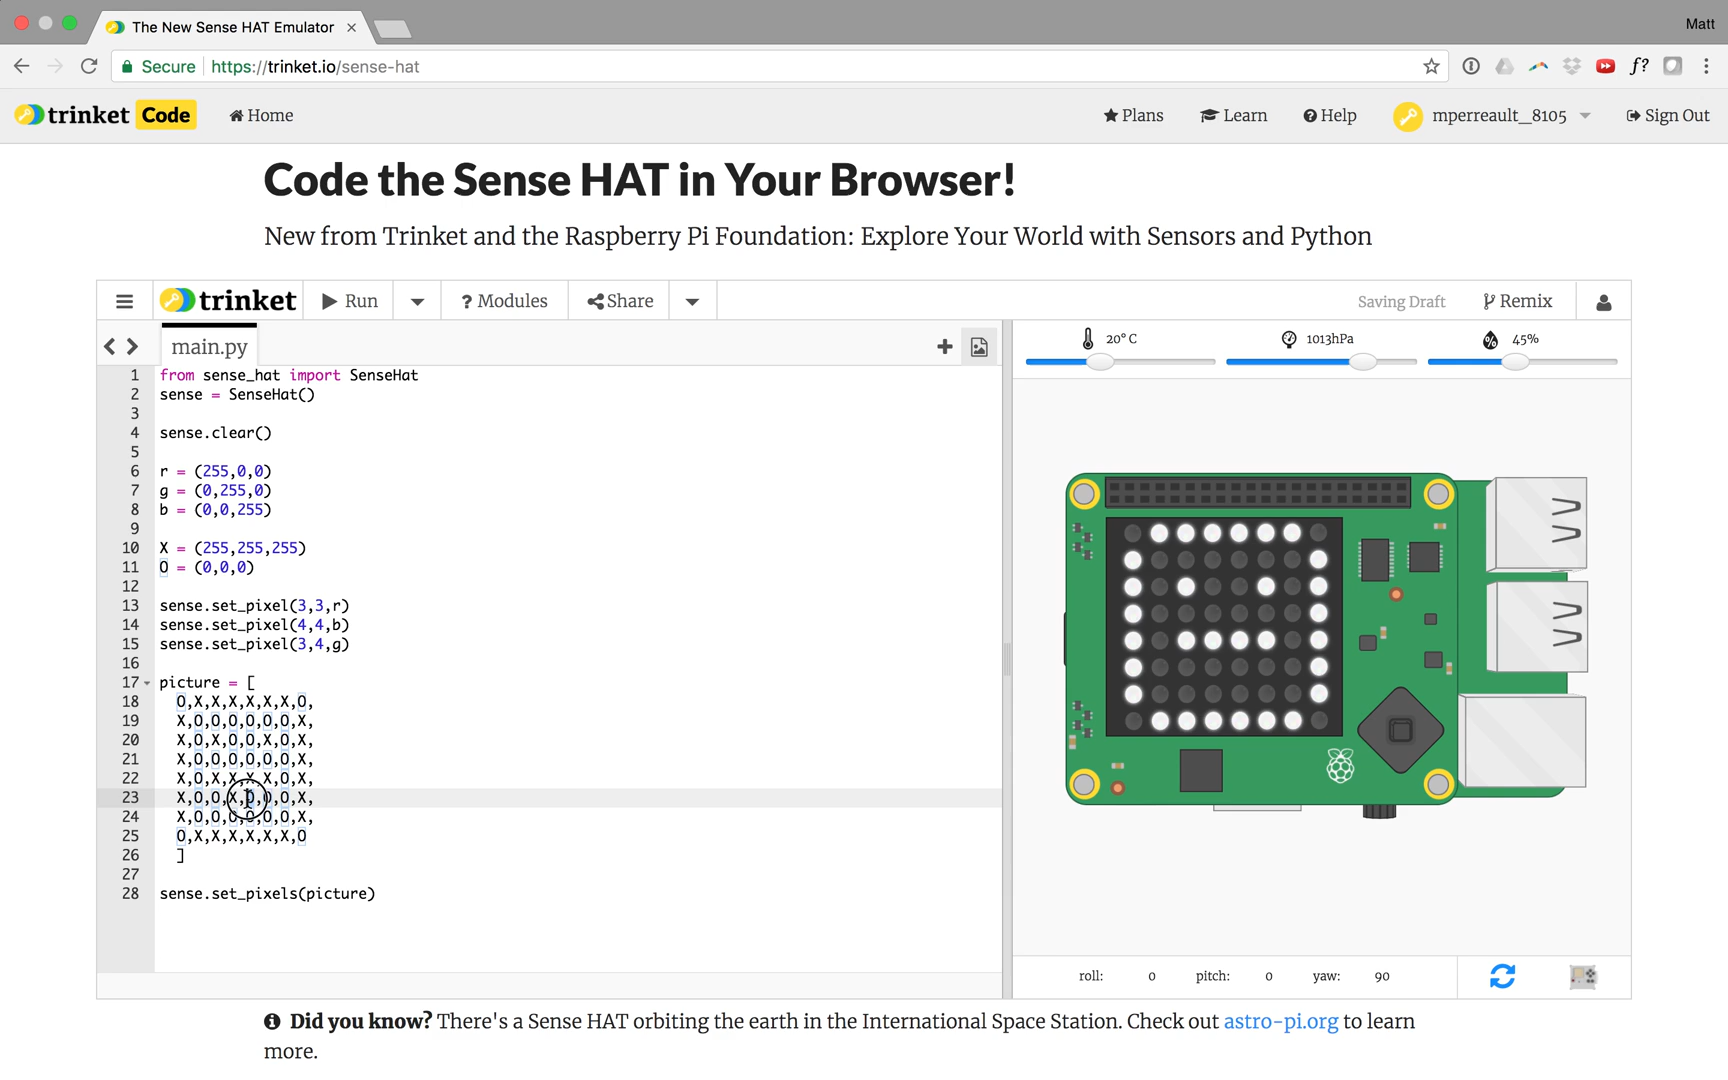 The New Sense HAT Emulator
Matt
Secure https://trinket.io/sense-hat
f?
trinket Code Home Plans Learn Help mperreault_8105 Sign Out
Code the Sense HAT in Your Browser!
New from Trinket and the Raspberry Pi Foundation: Explore Your World with Sensors and Python
trinket Run ? Modules Share Saving Draft Remix
main.py
20° C 1013hPa 45%
1 from sense_hat import SenseHat
2 sense = SenseHat()
3
4 sense.clear()
5
6 r = (255,0,0)
7 g = (0,255,0)
8 b = (0,0,255)
9
10 X = (255,255,255)
11 O = (0,0,0)
12
13 sense.set_pixel(3,3,r)
14 sense.set_pixel(4,4,b)
15 sense.set_pixel(3,4,g)
16
17 picture = [
18 O,X,X,X,X,X,X,O,
19 X,O,O,O,O,O,O,X,
20 X,O,X,O,O,X,O,X,
21 X,O,O,O,O,O,O,X,
22 X,O,X,X,X,X,O,X,
23 X,O,O,X,O,O,O,X,
24 X,O,O,O,O,O,O,X,
25 O,X,X,X,X,X,X,O
26 ]
27
28 sense.set_pixels(picture)
roll: 0 pitch: 0 yaw: 90
Did you know? There's a Sense HAT orbiting the earth in the International Space Station. Check out astro-pi.org to learn
more.